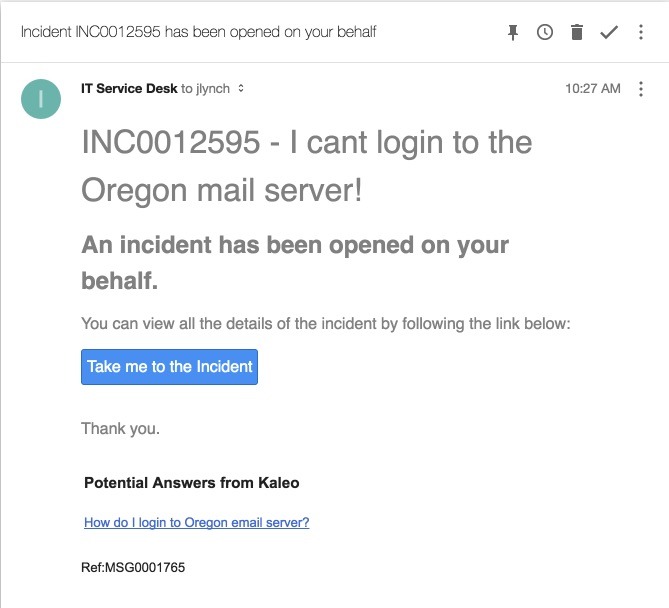 Incident INC0012595 has been opened on your behalf
I
IT Service Desk to jlynch
10:27 AM
INC0012595 - I cant login to the
Oregon mail server!
An incident has been opened on your
behalf.
You can view all the details of the incident by following the link below:
Take me to the Incident
Thank you.
Potential Answers from Kaleo
How do I login to Oregon email server?
Ref:MSG0001765